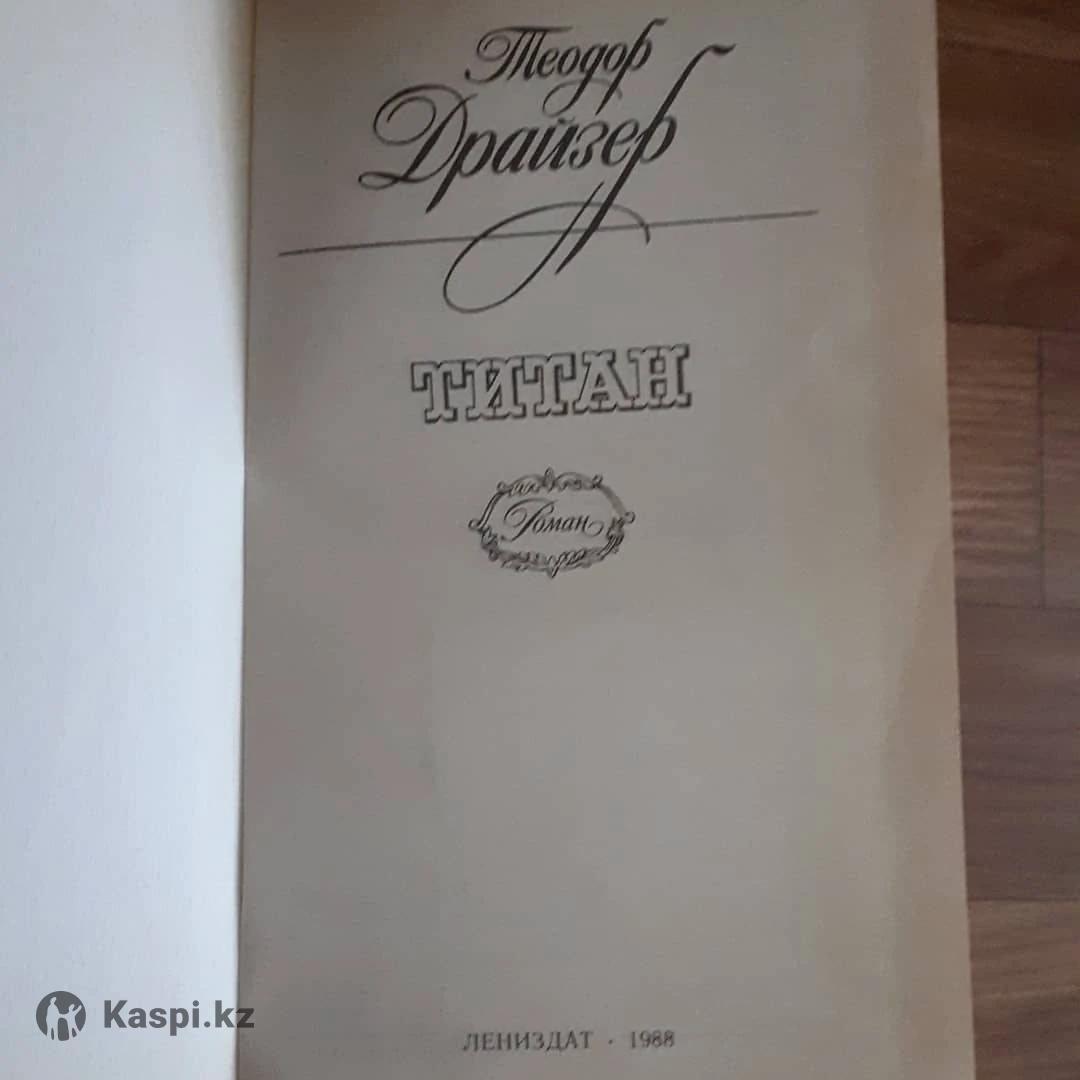 Теодор
Драйзер
ТИТАН
Роман
ЛЕНИЗДАТ · 1988
Kaspi.kz